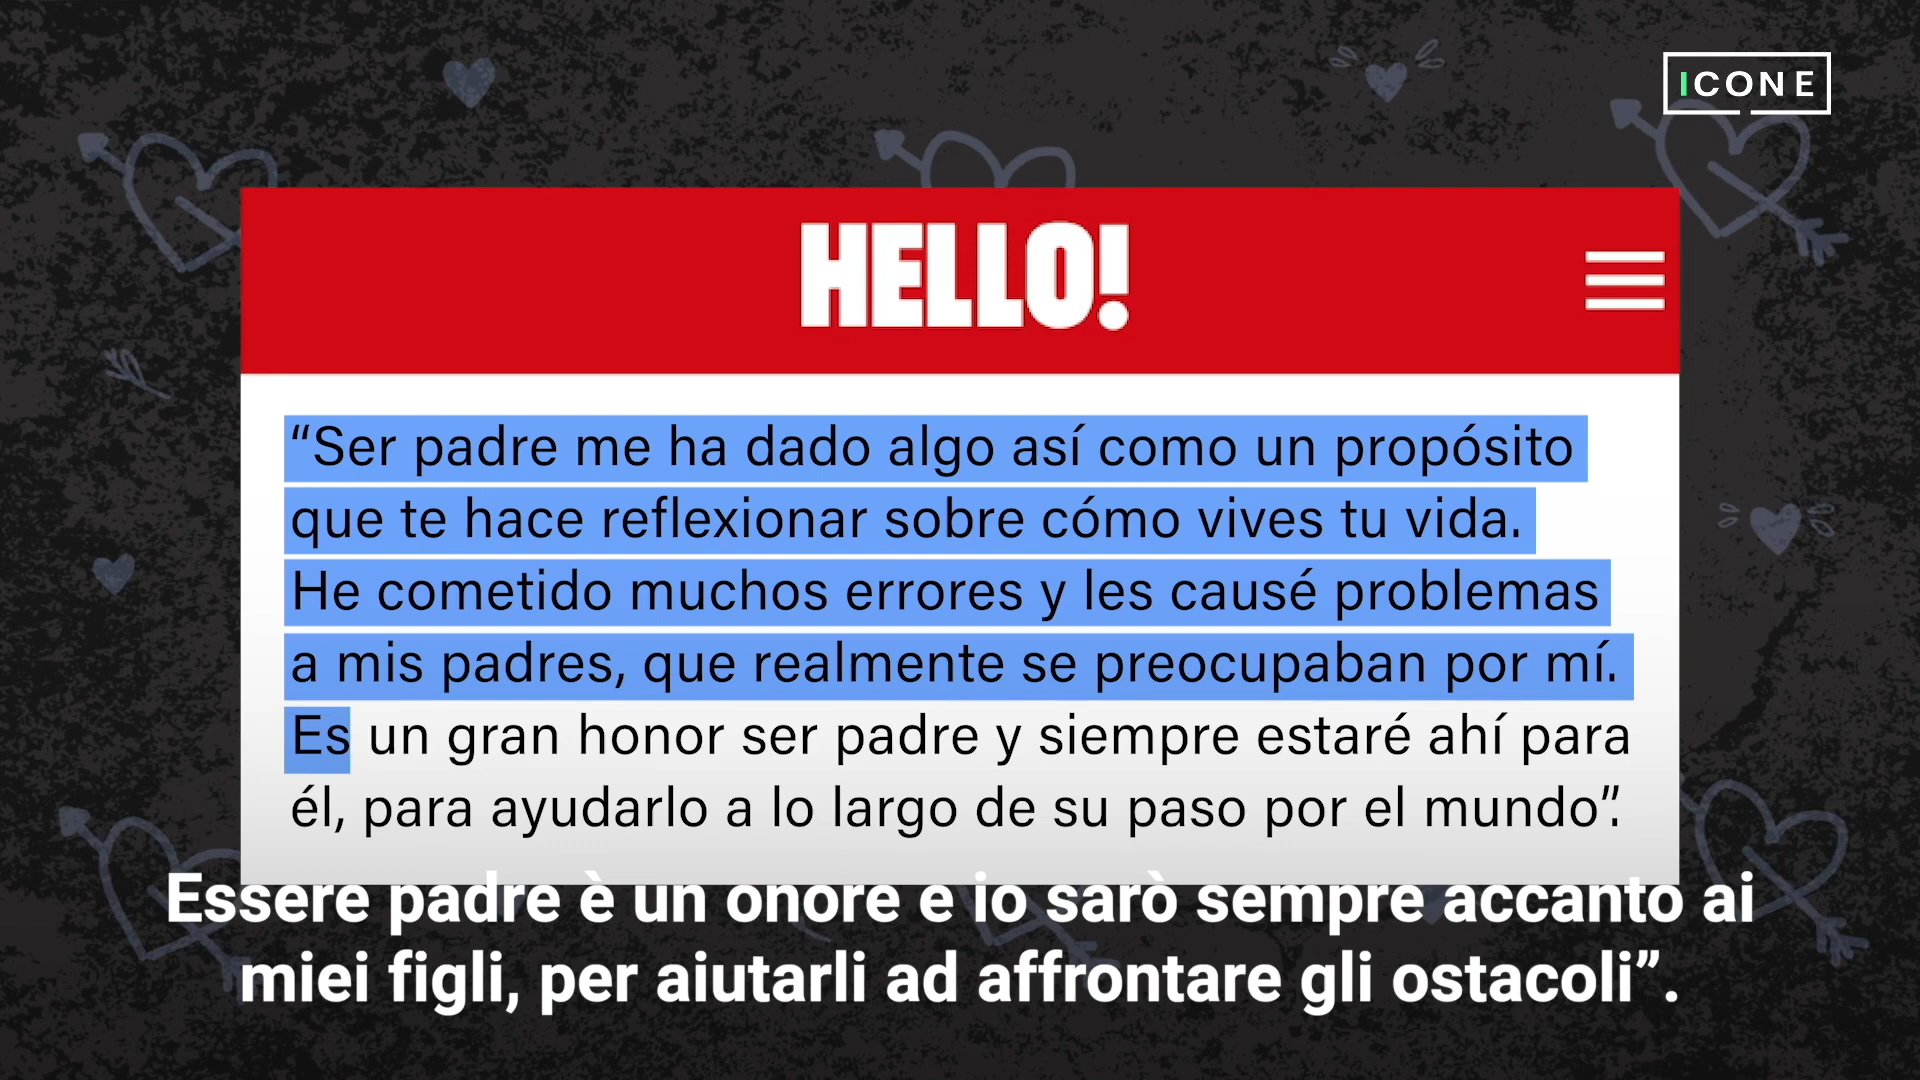 ICONE
HELLO!
“Ser padre me ha dado algo así como un propósito
que te hace reflexionar sobre cómo vives tu vida.
He cometido muchos errores y les causé problemas
a mis padres, que realmente se preocupaban por mí.
Es un gran honor ser padre y siempre estaré ahí para
él, para ayudarlo a lo largo de su paso por el mundo”.
Essere padre è un onore e io sarò sempre accanto ai
miei figli, per aiutarli ad affrontare gli ostacoli”.